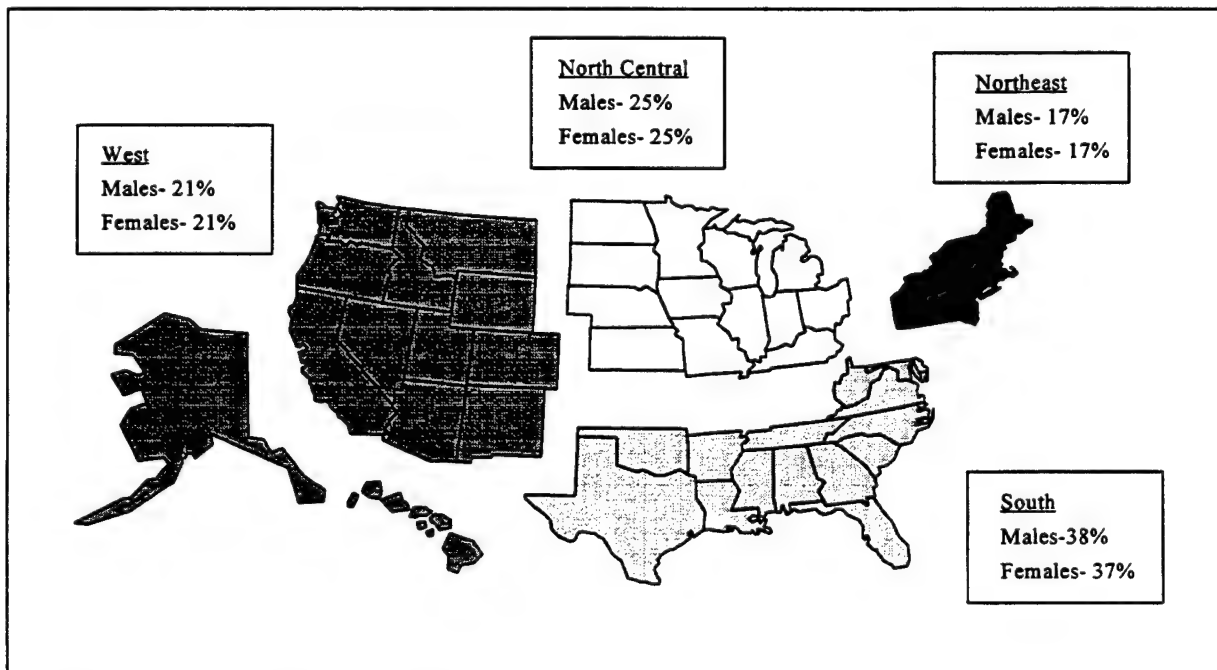 North Central
Males- 25%
Females- 25%
Northeast
Males- 17%
Females- 17%
West
Males- 21%
Females- 21%
South
Males-38%
Females- 37%